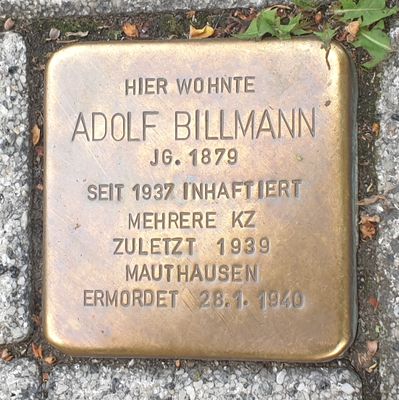 HIER WOHNTE
ADOLF BILLMANN
JG. 1879
SEIT 1937 INHAFTIERT
MEHRERE KZ
ZULETZT 1939
MAUTHAUSEN
ERMORDET 28.1. 1940